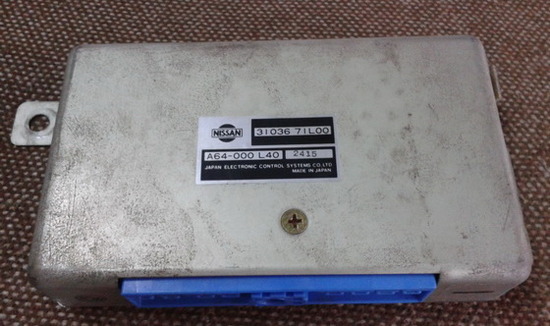 NISSAN 31036 71L00
A64-000 L40 2415
JAPAN ELECTRONIC CONTROL SYSTEMS CO.LTD
MADE IN JAPAN